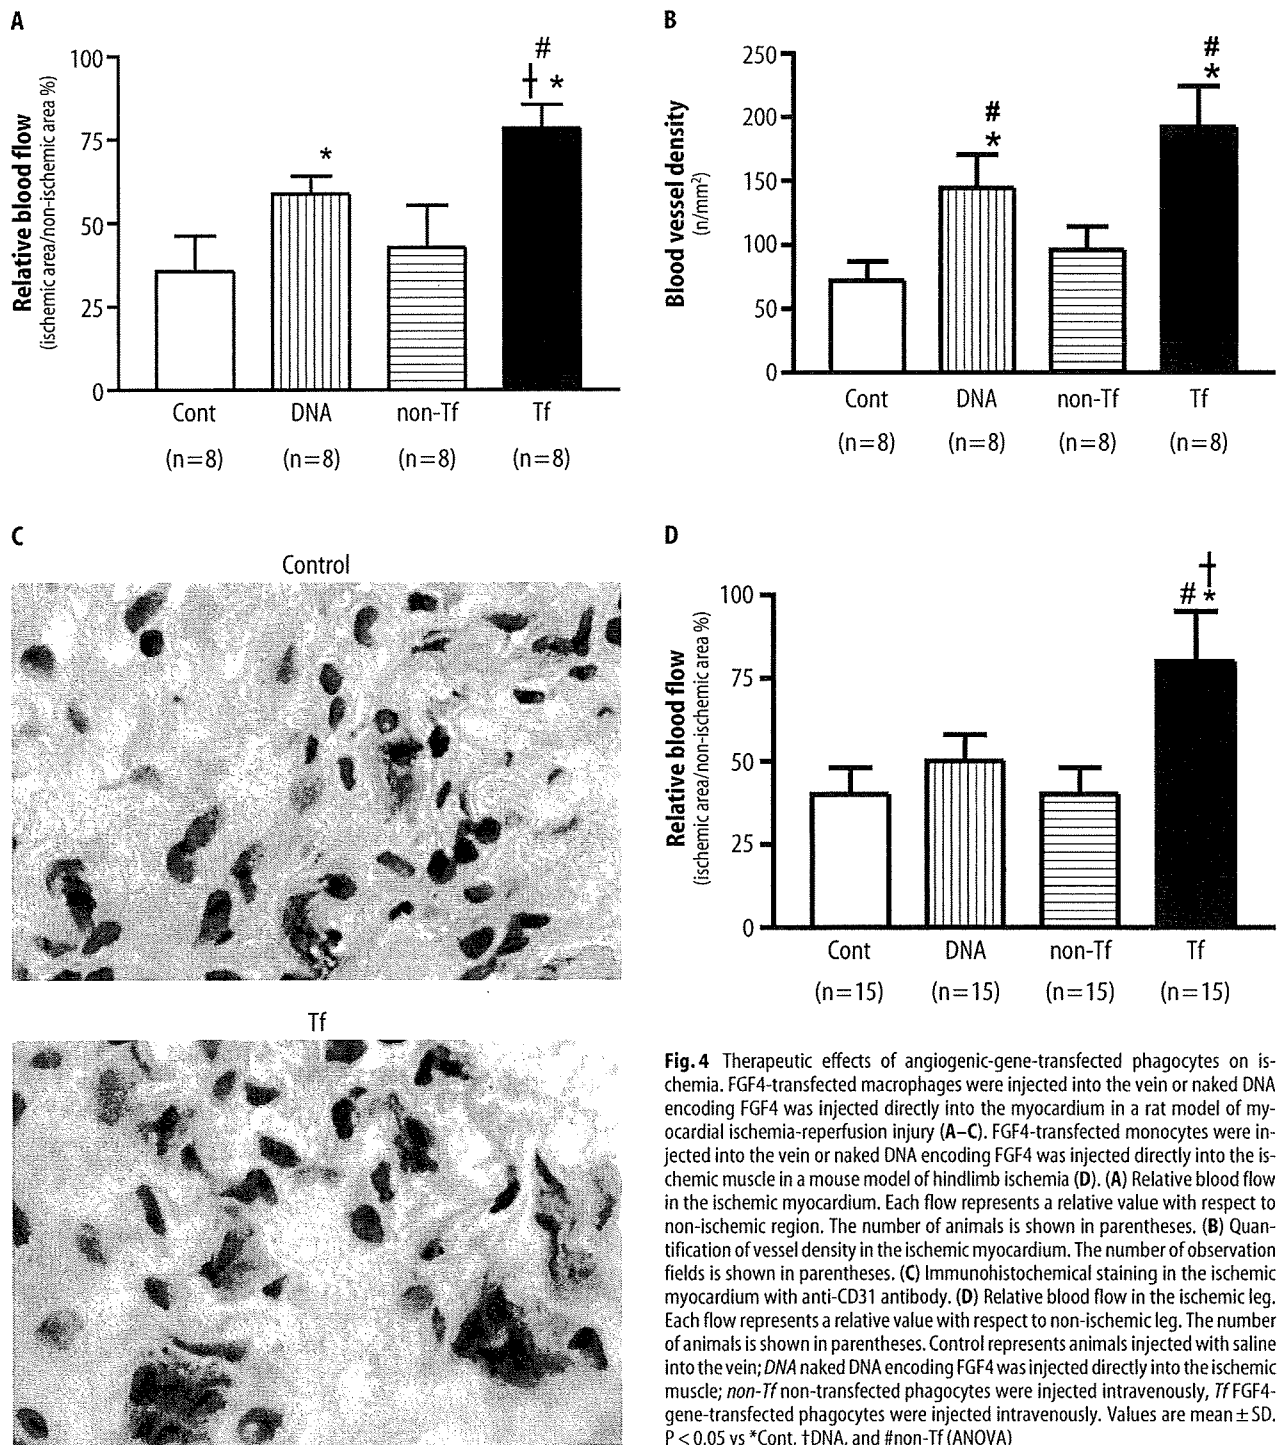 A
Relative blood flow
(ischemic area/non-ischemic area %)
100
75
50
25
0
*
#
† *
Cont DNA non-Tf Tf
(n=8) (n=8) (n=8) (n=8)
B
Blood vessel density
(n/mm²)
250
200
150
100
50
0
#
*
#
*
Cont DNA non-Tf Tf
(n=8) (n=8) (n=8) (n=8)
C
Control
Tf
D
Relative blood flow
(ischemic area/non-ischemic area %)
100
75
50
25
0
†
# *
Cont DNA non-Tf Tf
(n=15) (n=15) (n=15) (n=15)
Fig. 4 Therapeutic effects of angiogenic-gene-transfected phagocytes on is-
chemia. FGF4-transfected macrophages were injected into the vein or naked DNA
encoding FGF4 was injected directly into the myocardium in a rat model of my-
ocardial ischemia-reperfusion injury (A–C). FGF4-transfected monocytes were in-
jected into the vein or naked DNA encoding FGF4 was injected directly into the is-
chemic muscle in a mouse model of hindlimb ischemia (D). (A) Relative blood flow
in the ischemic myocardium. Each flow represents a relative value with respect to
non-ischemic region. The number of animals is shown in parentheses. (B) Quan-
tification of vessel density in the ischemic myocardium. The number of observation
fields is shown in parentheses. (C) Immunohistochemical staining in the ischemic
myocardium with anti-CD31 antibody. (D) Relative blood flow in the ischemic leg.
Each flow represents a relative value with respect to non-ischemic leg. The number
of animals is shown in parentheses. Control represents animals injected with saline
into the vein; DNA naked DNA encoding FGF4 was injected directly into the ischemic
muscle; non-Tf non-transfected phagocytes were injected intravenously, Tf FGF4-
gene-transfected phagocytes were injected intravenously. Values are mean ± SD.
P < 0.05 vs *Cont, †DNA, and #non-Tf (ANOVA)